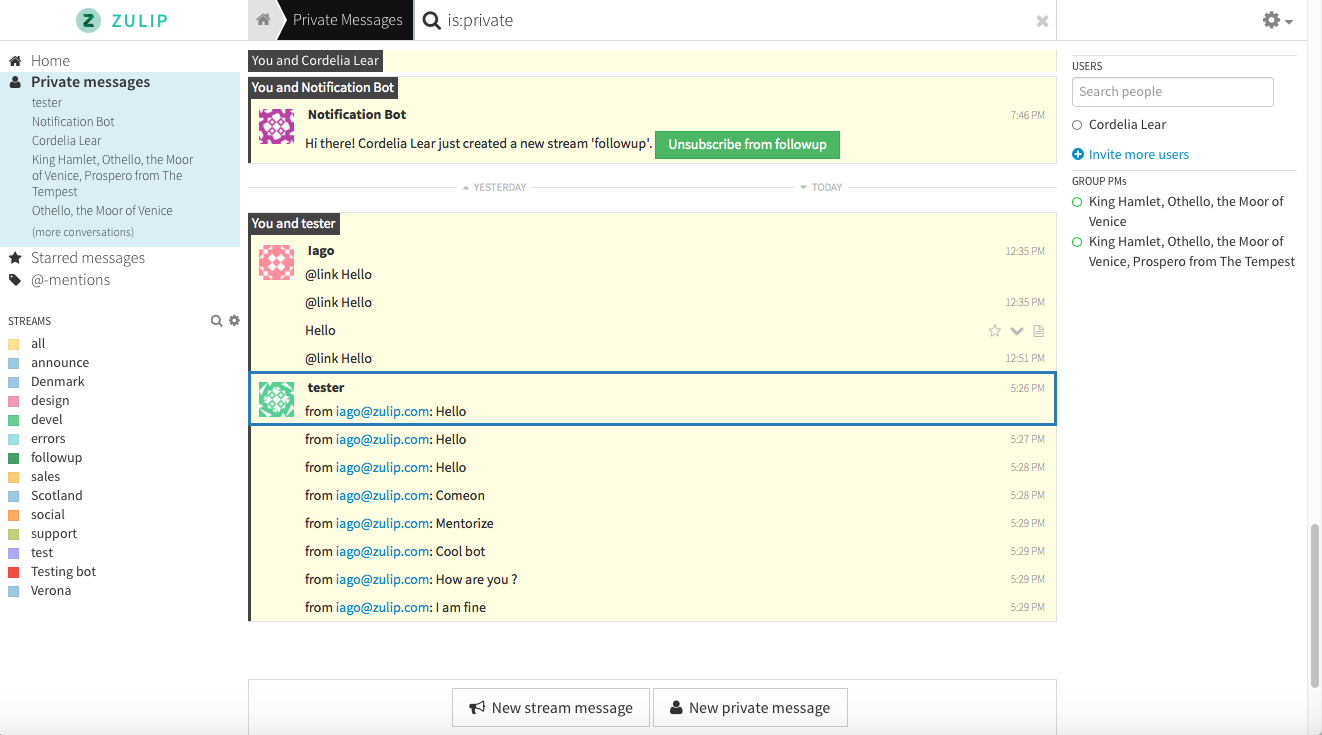 ZULIP
Private Messages
is:private
Home
Private messages
tester
Notification Bot
Cordelia Lear
King Hamlet, Othello, the Moor
of Venice, Prospero from The
Tempest
Othello, the Moor of Venice
(more conversations)
Starred messages
@-mentions
STREAMS
all
announce
Denmark
design
devel
errors
followup
sales
Scotland
social
support
test
Testing bot
Verona
You and Cordelia Lear
You and Notification Bot
Notification Bot 7:46 PM
Hi there! Cordelia Lear just created a new stream 'followup'. Unsubscribe from followup
YESTERDAY TODAY
You and tester
Iago 12:35 PM
@link Hello
@link Hello 12:35 PM
Hello
@link Hello 12:51 PM
tester 5:26 PM
from iago@zulip.com: Hello
from iago@zulip.com: Hello 5:27 PM
from iago@zulip.com: Hello 5:28 PM
from iago@zulip.com: Comeon 5:28 PM
from iago@zulip.com: Mentorize 5:29 PM
from iago@zulip.com: Cool bot 5:29 PM
from iago@zulip.com: How are you ? 5:29 PM
from iago@zulip.com: I am fine 5:29 PM
New stream message
New private message
USERS
Search people
Cordelia Lear
Invite more users
GROUP PMs
King Hamlet, Othello, the Moor of
Venice
King Hamlet, Othello, the Moor of
Venice, Prospero from The Tempest